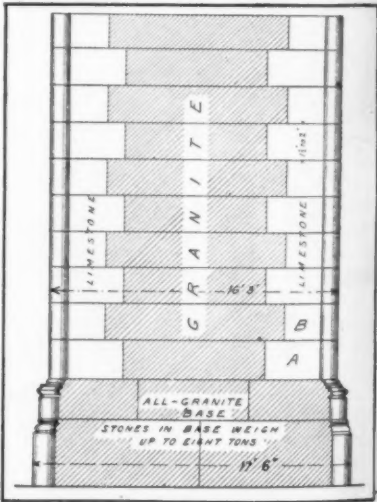 GRANITE
LIMESTONE
LIMESTONE
16' 3"
B
A
ALL-GRANITE
BASE
STONES IN BASE WEIGH
UP TO EIGHT TONS
17' 6"